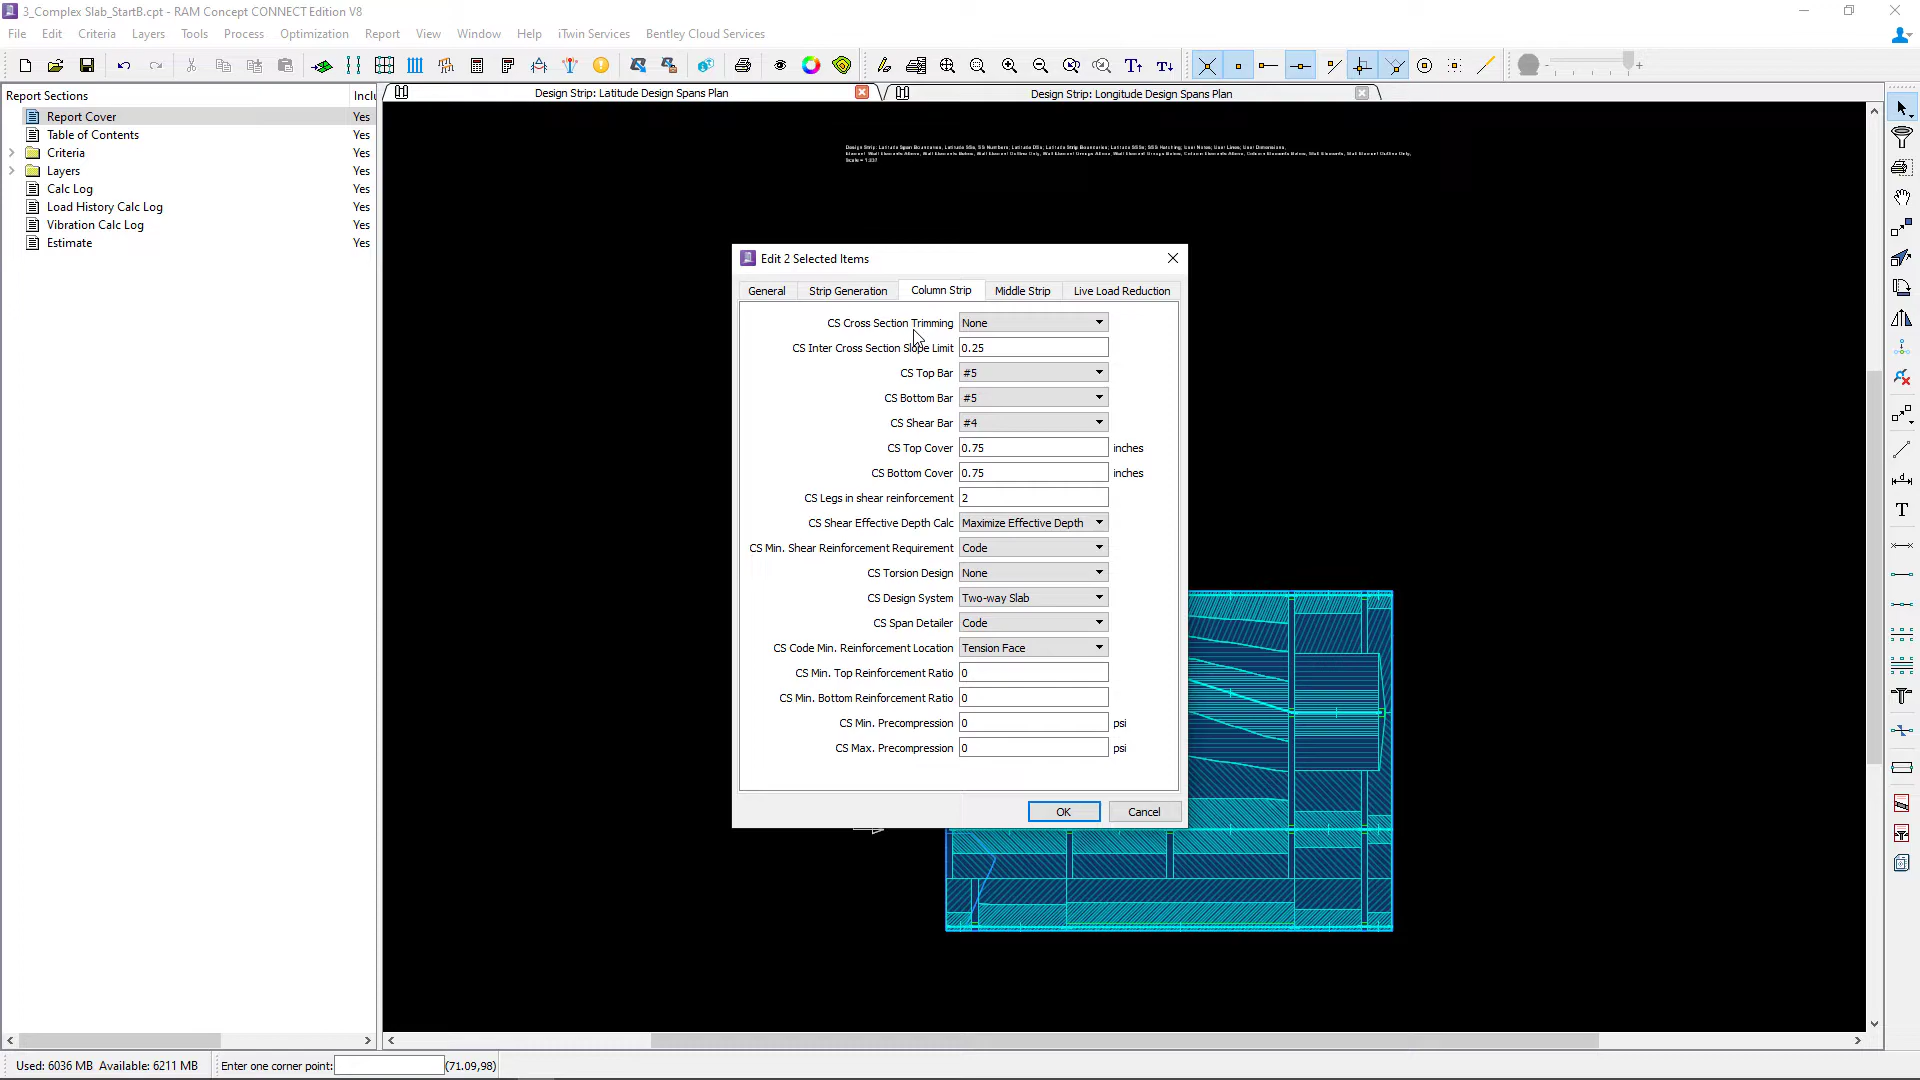 3_Complex Slab_StartB.cpt - RAM Concept CONNECT Edition V8
File Edit Criteria Layers Tools Process Optimization Report View Window Help iTwin Services Bentley Cloud Services
Report Sections Inclu
Design Strip: Latitude Design Spans Plan
Design Strip: Longitude Design Spans Plan
Report Cover Yes
Table of Contents Yes
Criteria Yes
Layers Yes
Calc Log Yes
Load History Calc Log Yes
Vibration Calc Log Yes
Estimate Yes
Scale = 1:337
Edit 2 Selected Items
General Strip Generation Column Strip Middle Strip Live Load Reduction
CS Cross Section Trimming None
CS Inter Cross Section Slope Limit 0.25
CS Top Bar #5
CS Bottom Bar #5
CS Shear Bar #4
CS Top Cover 0.75 inches
CS Bottom Cover 0.75 inches
CS Legs in shear reinforcement 2
CS Shear Effective Depth Calc Maximize Effective Depth
CS Min. Shear Reinforcement Requirement Code
CS Torsion Design None
CS Design System Two-way Slab
CS Span Detailer Code
CS Code Min. Reinforcement Location Tension Face
CS Min. Top Reinforcement Ratio 0
CS Min. Bottom Reinforcement Ratio 0
CS Min. Precompression 0 psi
CS Max. Precompression 0 psi
OK Cancel
Used: 6036 MB Available: 6211 MB Enter one corner point: (71.09,98)